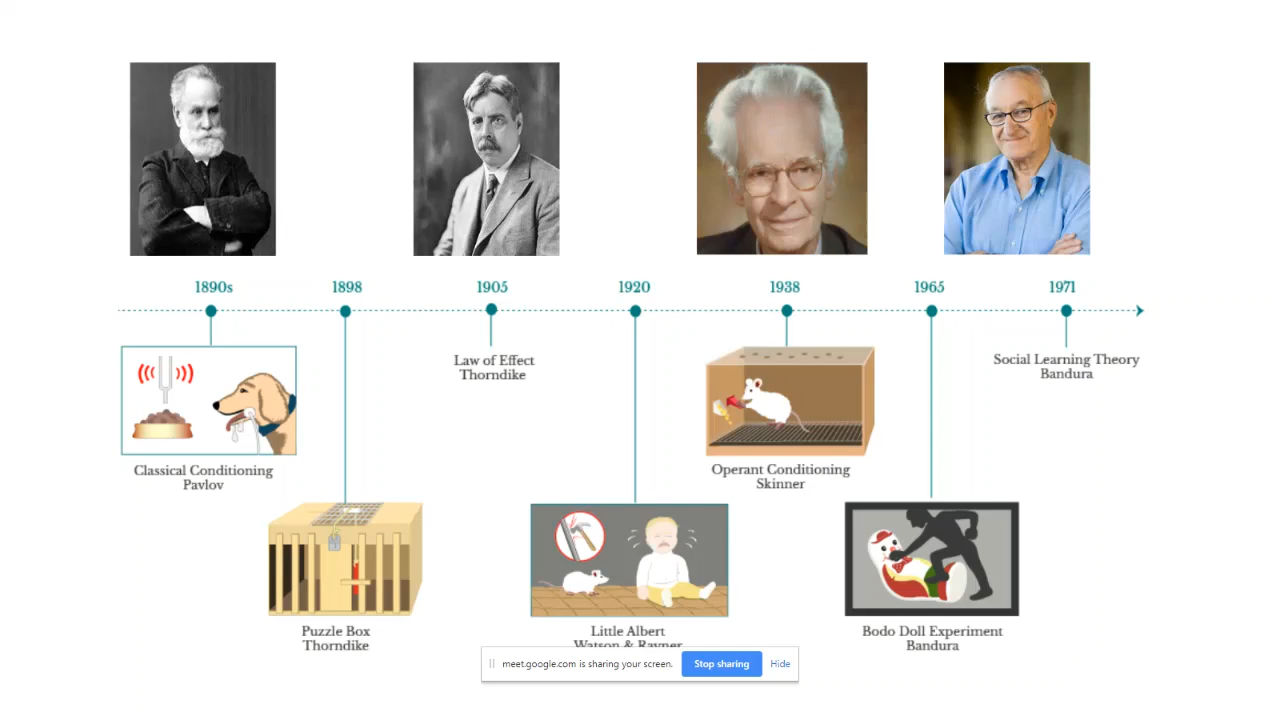 1890s
1898
1905
1920
1938
1965
1971
Classical Conditioning
Pavlov
Puzzle Box
Thorndike
Law of Effect
Thorndike
Little Albert
Watson & Rayner
Operant Conditioning
Skinner
Bodo Doll Experiment
Bandura
Social Learning Theory
Bandura
meet.google.com is sharing your screen.
Stop sharing
Hide